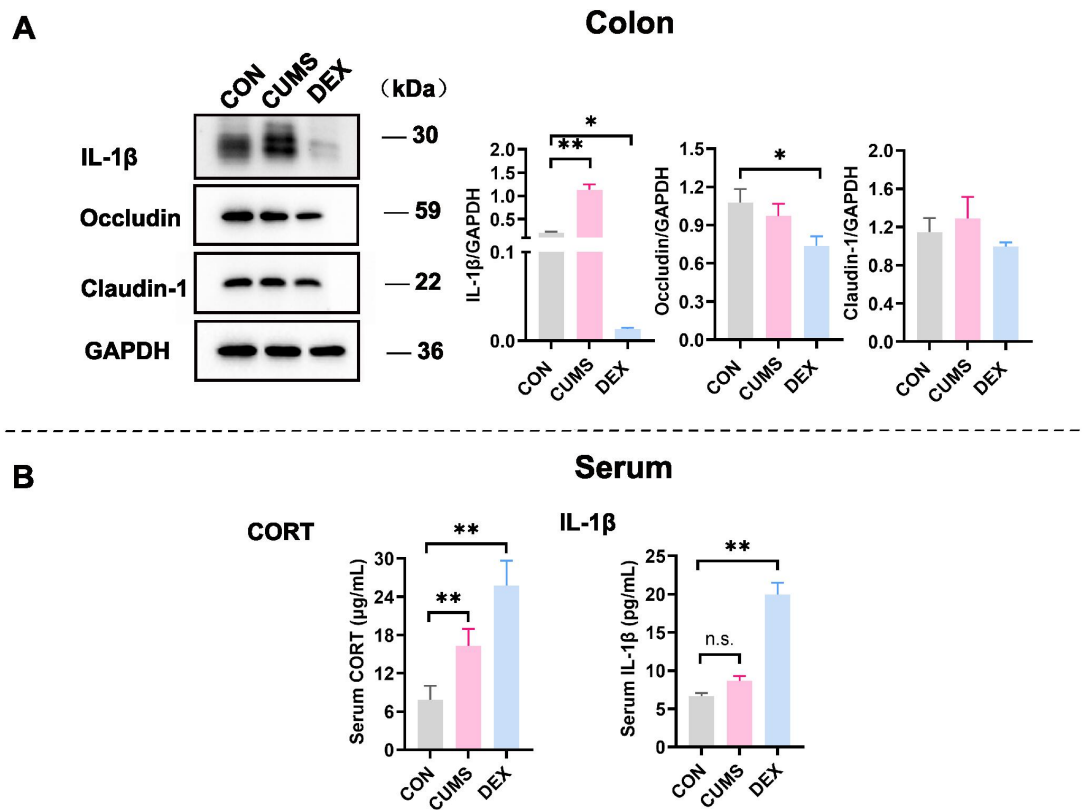 A
Colon
CON CUMS DEX (kDa)
IL-1β
30
Occludin
59
Claudin-1
22
GAPDH
36
IL-1β/GAPDH
2.0
1.5
1.0
0.5
0.1
0.0
**
*
CON CUMS DEX
Occludin/GAPDH
1.5
1.2
0.9
0.6
0.3
0.0
*
CON CUMS DEX
Claudin-1/GAPDH
2.0
1.6
1.2
0.8
0.4
0.0
CON CUMS DEX
B
Serum
CORT
Serum CORT (μg/mL)
30
24
18
12
6
0
**
**
CON CUMS DEX
IL-1β
Serum IL-1β (pg/mL)
25
20
15
10
5
0
**
n.s.
CON CUMS DEX